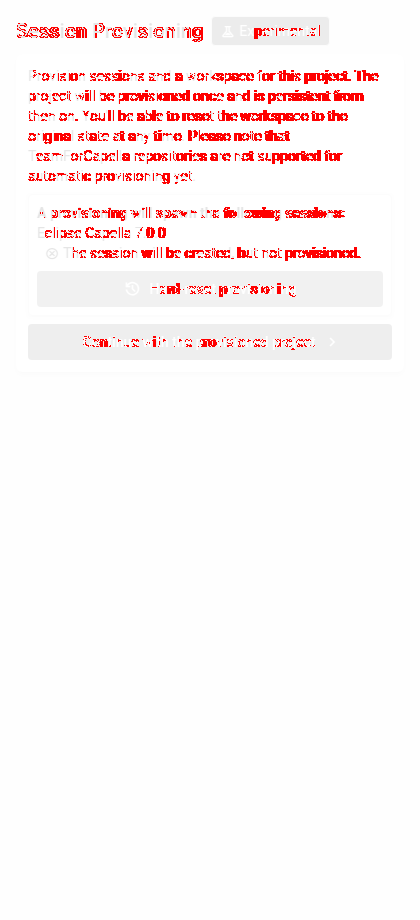 Session Provisioning
Experimental
Provision sessions and a workspace for this project. The
project will be provisioned once and is persistent from
then on. You'll be able to reset the workspace to the
original state at any time. Please note that
TeamForCapella repositories are not supported for
automatic provisioning yet.
A provisioning will spawn the following sessions:
Eclipse Capella 7.0.0
The session will be created, but not provisioned.
provisioning
Continue with the provisioned project